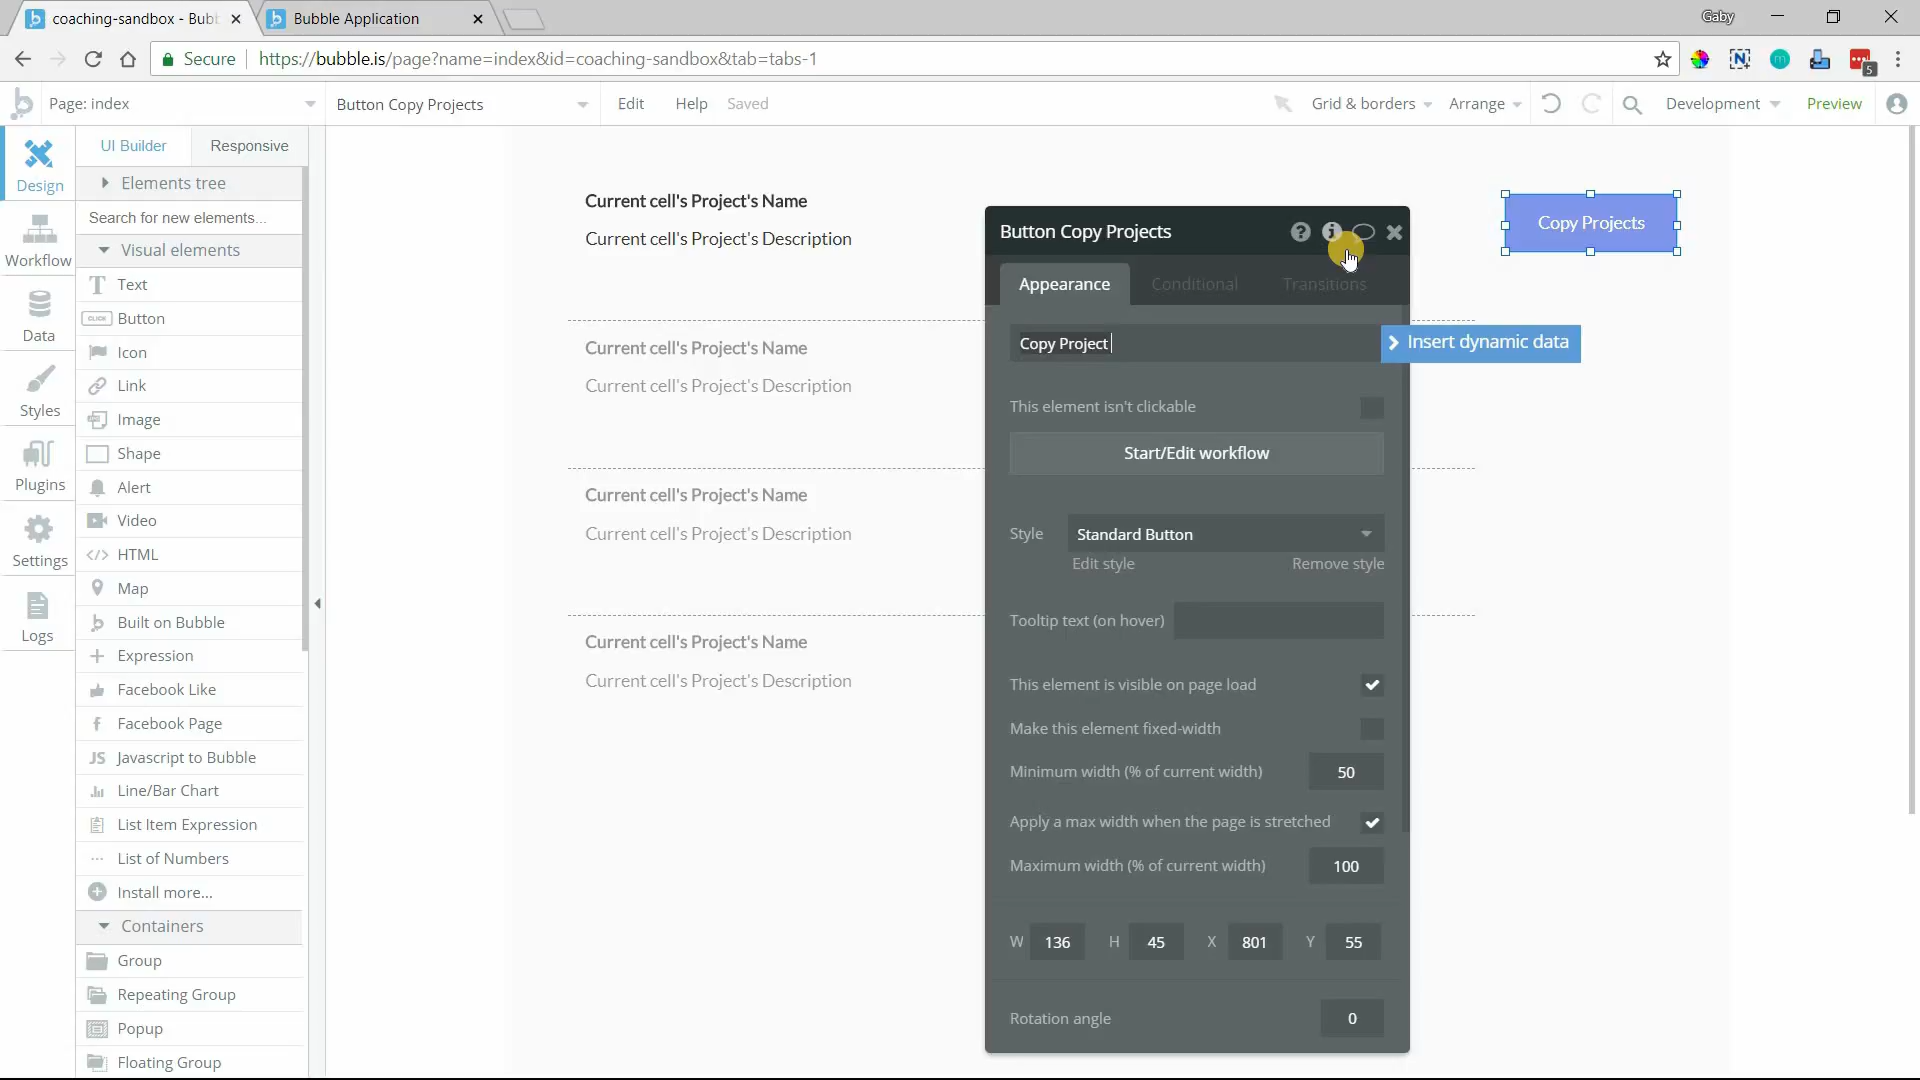 coaching-sandbox - Bubb
Bubble Application
Gaby
Secure
https://bubble.is/page?name=index&id=coaching-sandbox&tab=tabs-1
5
Page: index
Button Copy Projects
Edit
Help
Saved
Grid & borders
Arrange
Development
Preview
Design
Workflow
Data
Styles
Plugins
Settings
Logs
UI Builder
Responsive
Elements tree
Search for new elements...
Visual elements
Text
CLICK
Button
Icon
Link
Image
Shape
Alert
Video
HTML
Map
Built on Bubble
Expression
Facebook Like
Facebook Page
JS
Javascript to Bubble
Line/Bar Chart
List Item Expression
List of Numbers
Install more...
Containers
Group
Repeating Group
Popup
Floating Group
Current cell's Project's Name
Current cell's Project's Description
Current cell's Project's Name
Current cell's Project's Description
Current cell's Project's Name
Current cell's Project's Description
Current cell's Project's Name
Current cell's Project's Description
Copy Projects
Button Copy Projects
Appearance
Conditional
Transitions
Copy Project
Insert dynamic data
This element isn't clickable
Start/Edit workflow
Style
Standard Button
Edit style
Remove style
Tooltip text (on hover)
This element is visible on page load
Make this element fixed-width
Minimum width (% of current width)
50
Apply a max width when the page is stretched
Maximum width (% of current width)
100
W 136 H 45 X 801 Y 55
Rotation angle
0